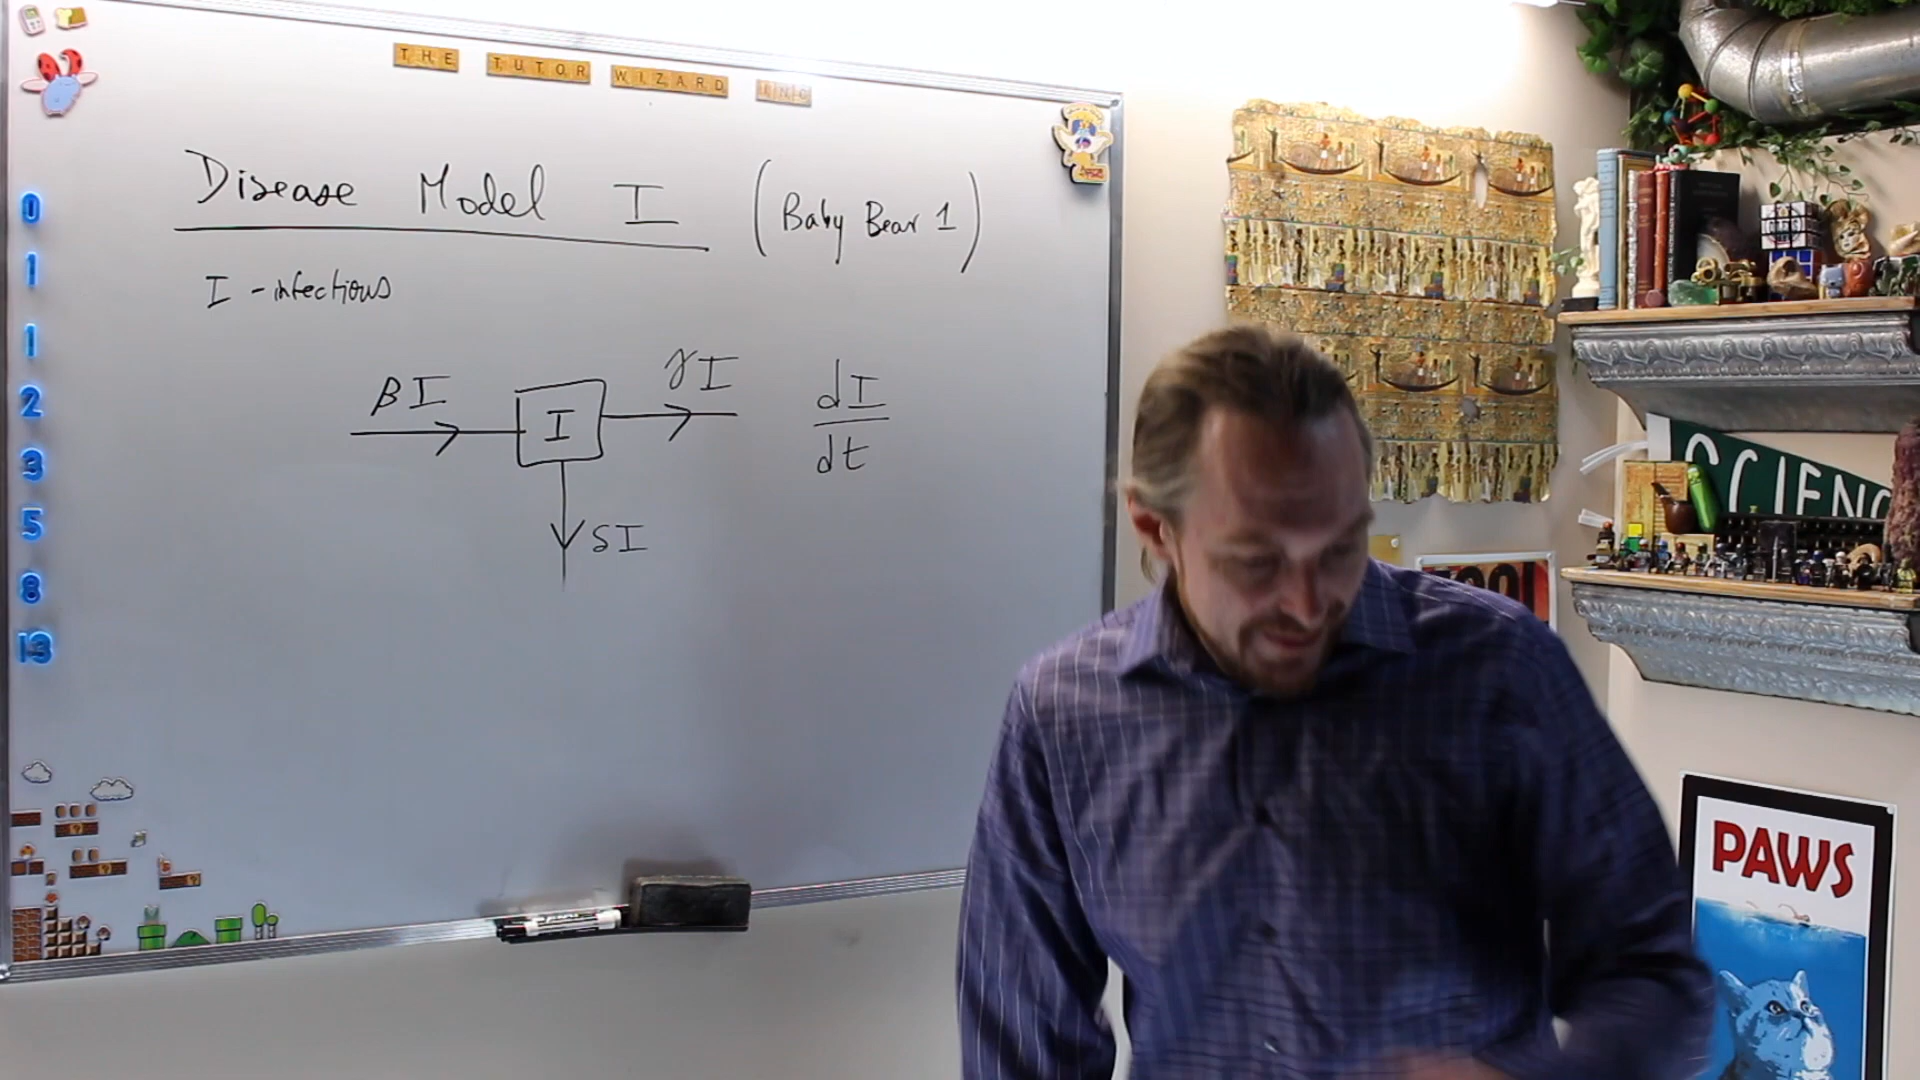 THE TUTOR WIZARD INC
Disease Model I (Baby Bear 1)
I - infectious
βI
I
γI
dI
dt
δI
0
1
1
2
3
5
8
13
SCIENC
PAWS